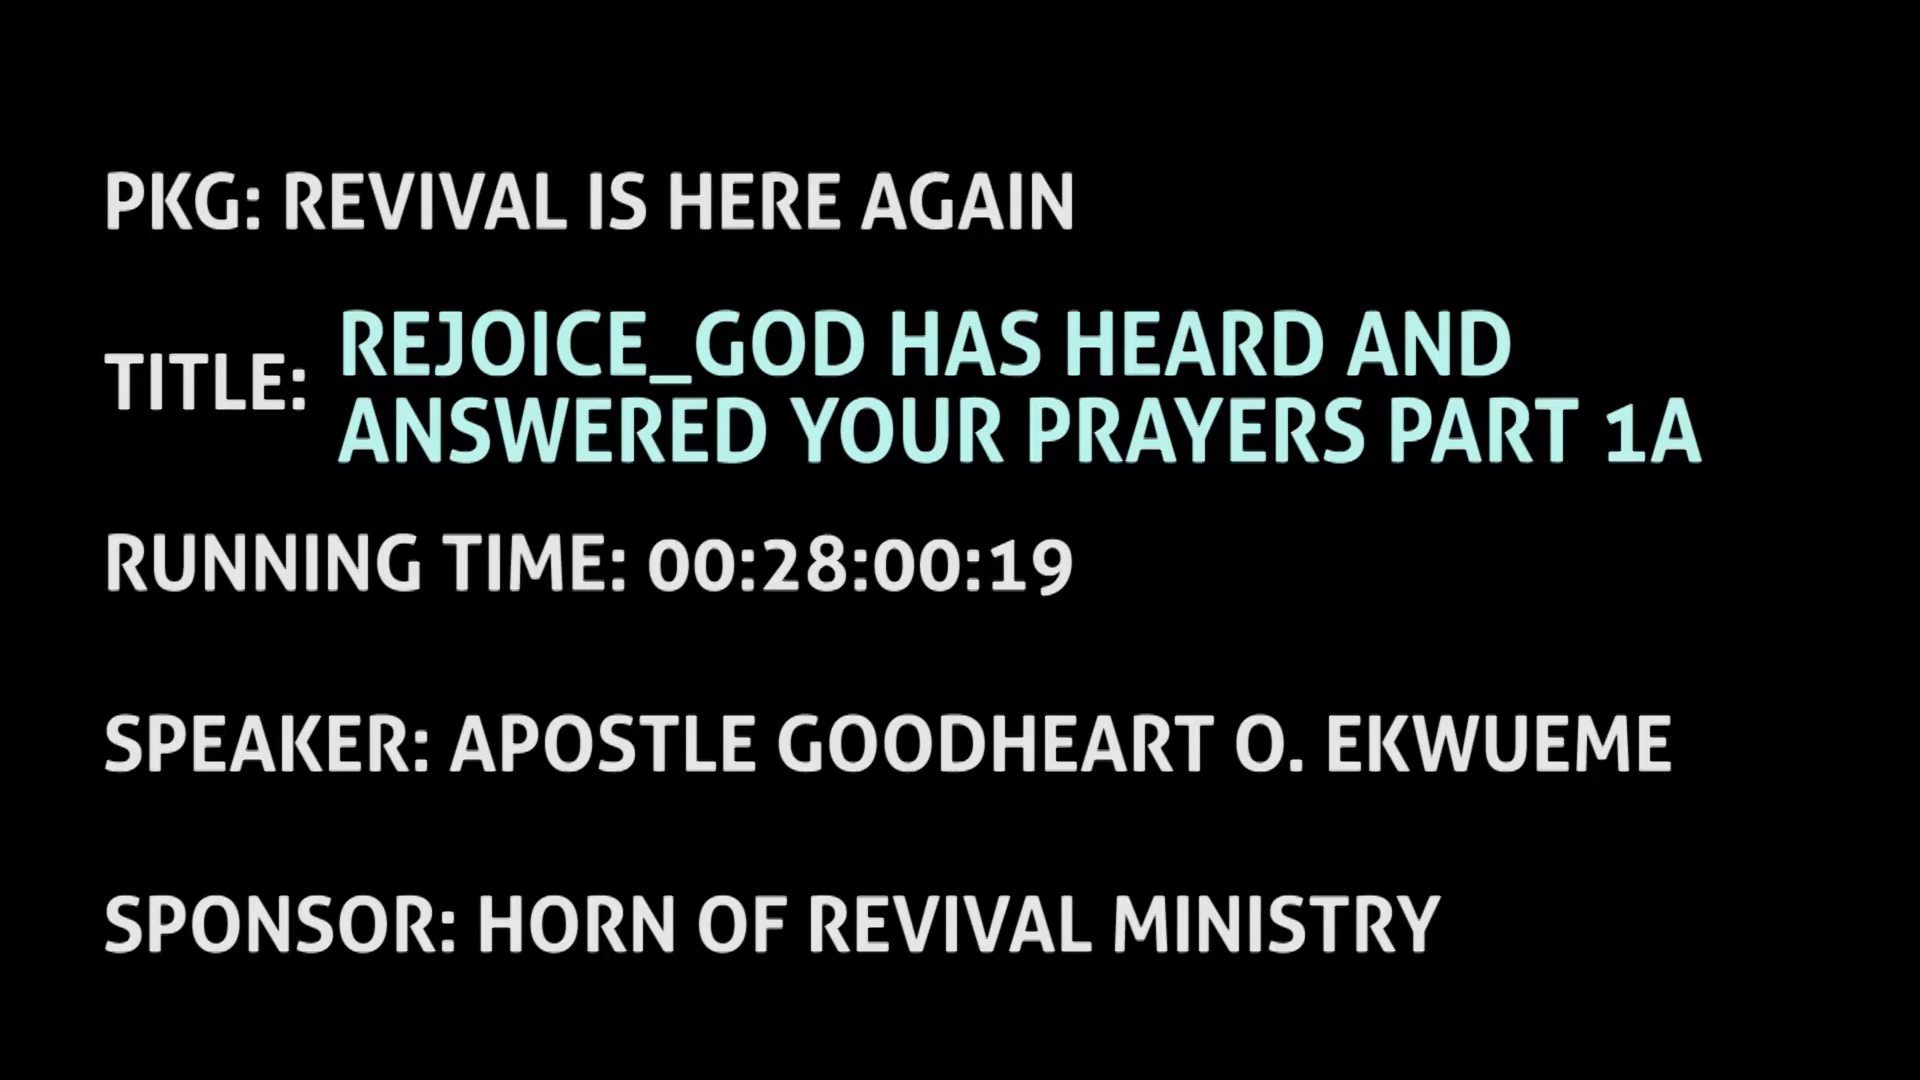 PKG: REVIVAL IS HERE AGAIN
TITLE: REJOICE_GOD HAS HEARD AND
ANSWERED YOUR PRAYERS PART 1A
RUNNING TIME: 00:28:00:19
SPEAKER: APOSTLE GOODHEART O. EKWUEME
SPONSOR: HORN OF REVIVAL MINISTRY